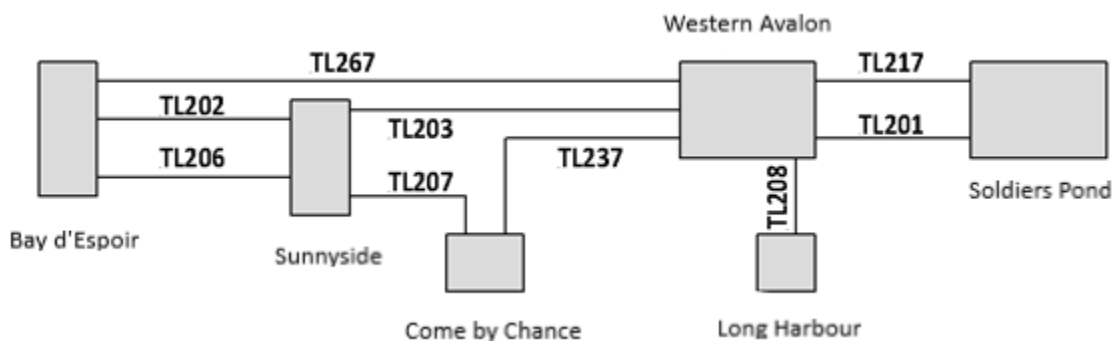 Western Avalon
TL267
TL217
TL202
TL203
TL201
TL206
TL237
TL207
TL208
Soldiers Pond
Bay d'Espoir
Sunnyside
Come by Chance
Long Harbour